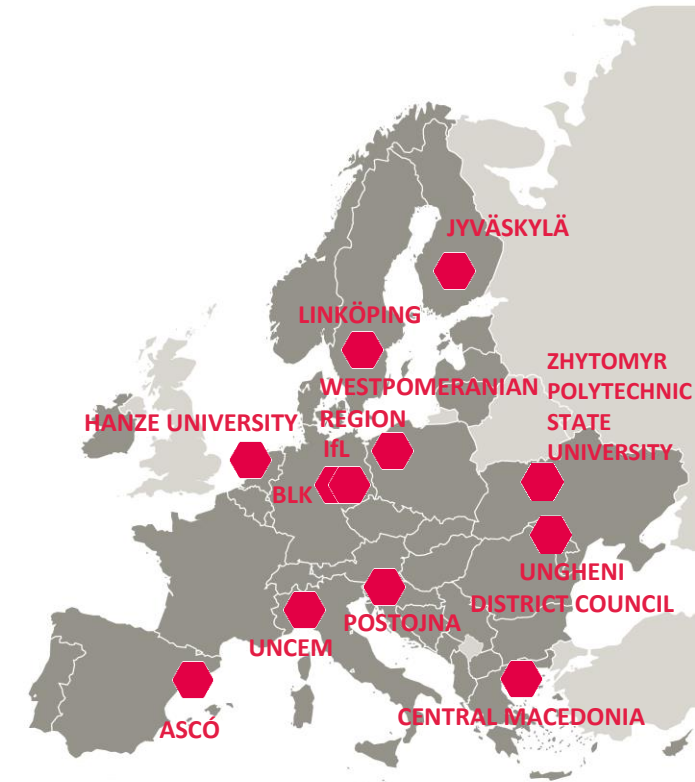 JYVÄSKYLÄ
LINKÖPING
ZHYTOMYR
POLYTECHNIC
STATE
UNIVERSITY
WESTPOMERANIAN
REGION
HANZE UNIVERSITY
IfL
BLK
UNGHENI
DISTRICT COUNCIL
POSTOJNA
UNCEM
CENTRAL MACEDONIA
ASCÓ